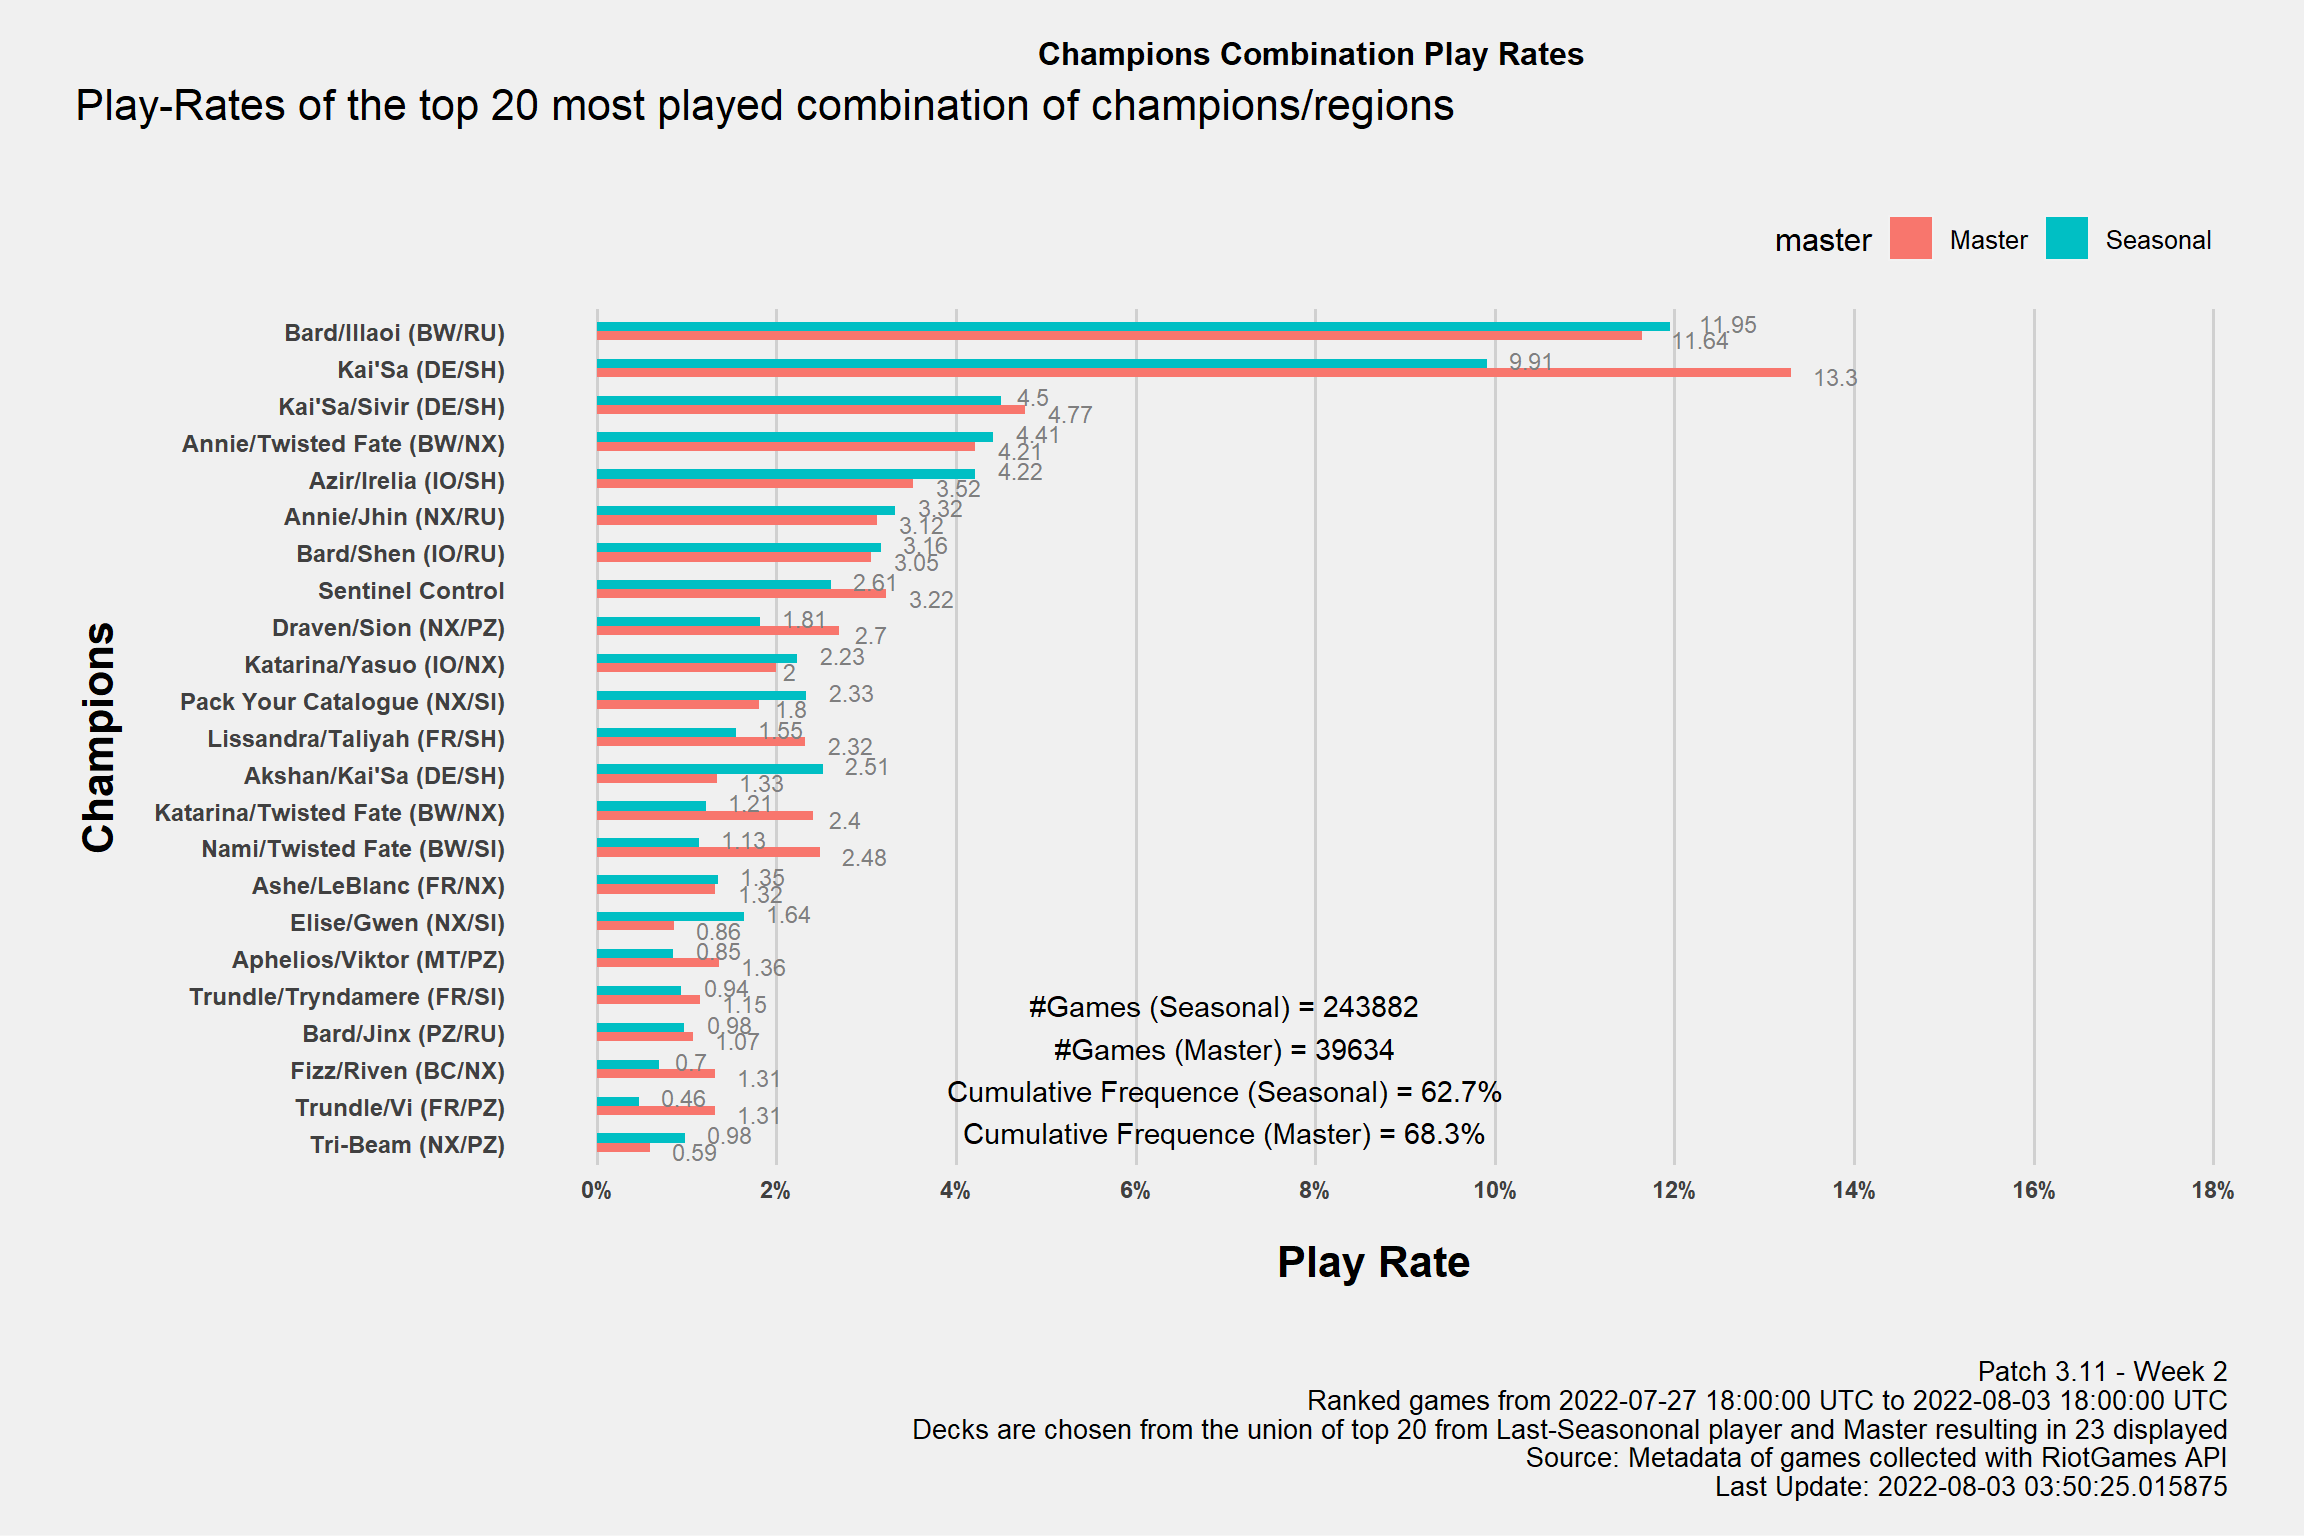 Champions Combination Play Rates
Play-Rates of the top 20 most played combination of champions/regions
master Master Seasonal
Champions
Bard/Illaoi (BW/RU) 11.95
11.64
Kai'Sa (DE/SH) 9.91
13.3
Kai'Sa/Sivir (DE/SH) 4.5
4.77
Annie/Twisted Fate (BW/NX) 4.41
4.21
Azir/Irelia (IO/SH) 4.22
3.52
Annie/Jhin (NX/RU) 3.32
3.12
Bard/Shen (IO/RU) 3.16
3.05
Sentinel Control 2.61
3.22
Draven/Sion (NX/PZ) 1.81
2.7
Katarina/Yasuo (IO/NX) 2.23
2
Pack Your Catalogue (NX/SI) 2.33
1.8
Lissandra/Taliyah (FR/SH) 1.55
2.32
Akshan/Kai'Sa (DE/SH) 2.51
1.33
Katarina/Twisted Fate (BW/NX) 1.21
2.4
Nami/Twisted Fate (BW/SI) 1.13
2.48
Ashe/LeBlanc (FR/NX) 1.35
1.32
Elise/Gwen (NX/SI) 1.64
0.86
Aphelios/Viktor (MT/PZ) 0.85
1.36
Trundle/Tryndamere (FR/SI) 0.94
1.15
Bard/Jinx (PZ/RU) 0.98
1.07
Fizz/Riven (BC/NX) 0.7
1.31
Trundle/Vi (FR/PZ) 0.46
1.31
Tri-Beam (NX/PZ) 0.98
0.59
#Games (Seasonal) = 243882
#Games (Master) = 39634
Cumulative Frequence (Seasonal) = 62.7%
Cumulative Frequence (Master) = 68.3%
0% 2% 4% 6% 8% 10% 12% 14% 16% 18%
Play Rate
Patch 3.11 - Week 2
Ranked games from 2022-07-27 18:00:00 UTC to 2022-08-03 18:00:00 UTC
Decks are chosen from the union of top 20 from Last-Seasononal player and Master resulting in 23 displayed
Source: Metadata of games collected with RiotGames API
Last Update: 2022-08-03 03:50:25.015875